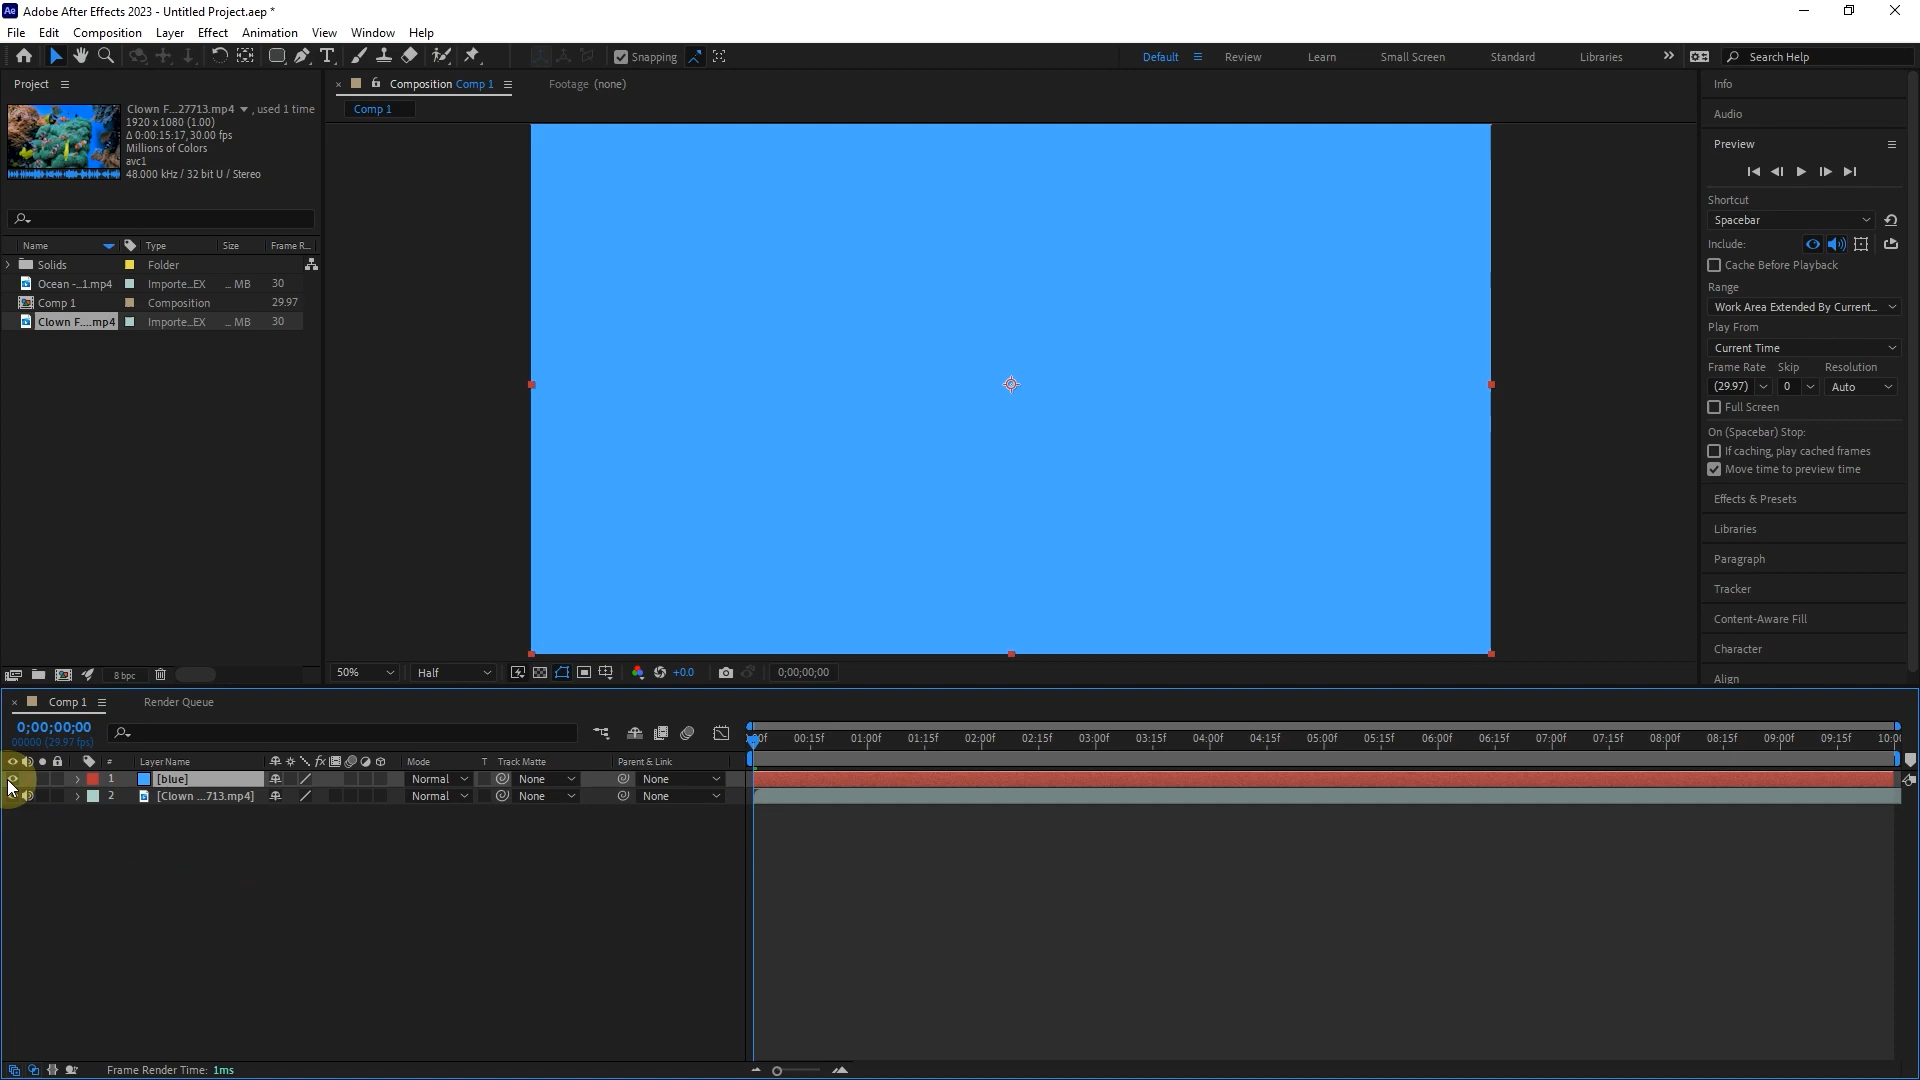 Ae Adobe After Effects 2023 - Untitled Project.aep *
File Edit Composition Layer Effect Animation View Window Help
Snapping Default Review Learn Small Screen Standard Libraries Search Help
Project
Composition Comp 1 Footage (none)
Comp 1
Clown F...27713.mp4 , used 1 time
1920 x 1080 (1.00)
Δ 0:00:15:17, 30.00 fps
Millions of Colors
avc1
48.000 kHz / 32 bit U / Stereo
Name Type Size Frame R...
Solids Folder
Ocean -...1.mp4 Importe...EX ... MB 30
Comp 1 Composition 29.97
Clown F....mp4 Importe...EX ... MB 30
8 bpc
50% Half +0.0 0;00;00;00
Info
Audio
Preview
Shortcut
Spacebar
Include:
Cache Before Playback
Range
Work Area Extended By Current...
Play From
Current Time
Frame Rate Skip Resolution
(29.97) 0 Auto
Full Screen
On (Spacebar) Stop:
If caching, play cached frames
Move time to preview time
Effects & Presets
Libraries
Paragraph
Tracker
Content-Aware Fill
Character
Align
Comp 1 Render Queue
0;00;00;00
00000 (29.97 fps)
00:15f 01:00f 01:15f 02:00f 02:15f 03:00f 03:15f 04:00f 04:15f 05:00f 05:15f 06:00f 06:15f 07:00f 07:15f 08:00f 08:15f 09:00f 09:15f
# Layer Name fx Mode T Track Matte Parent & Link
1 [blue] Normal None None
2 [Clown ...713.mp4] Normal None None
Frame Render Time: 1ms